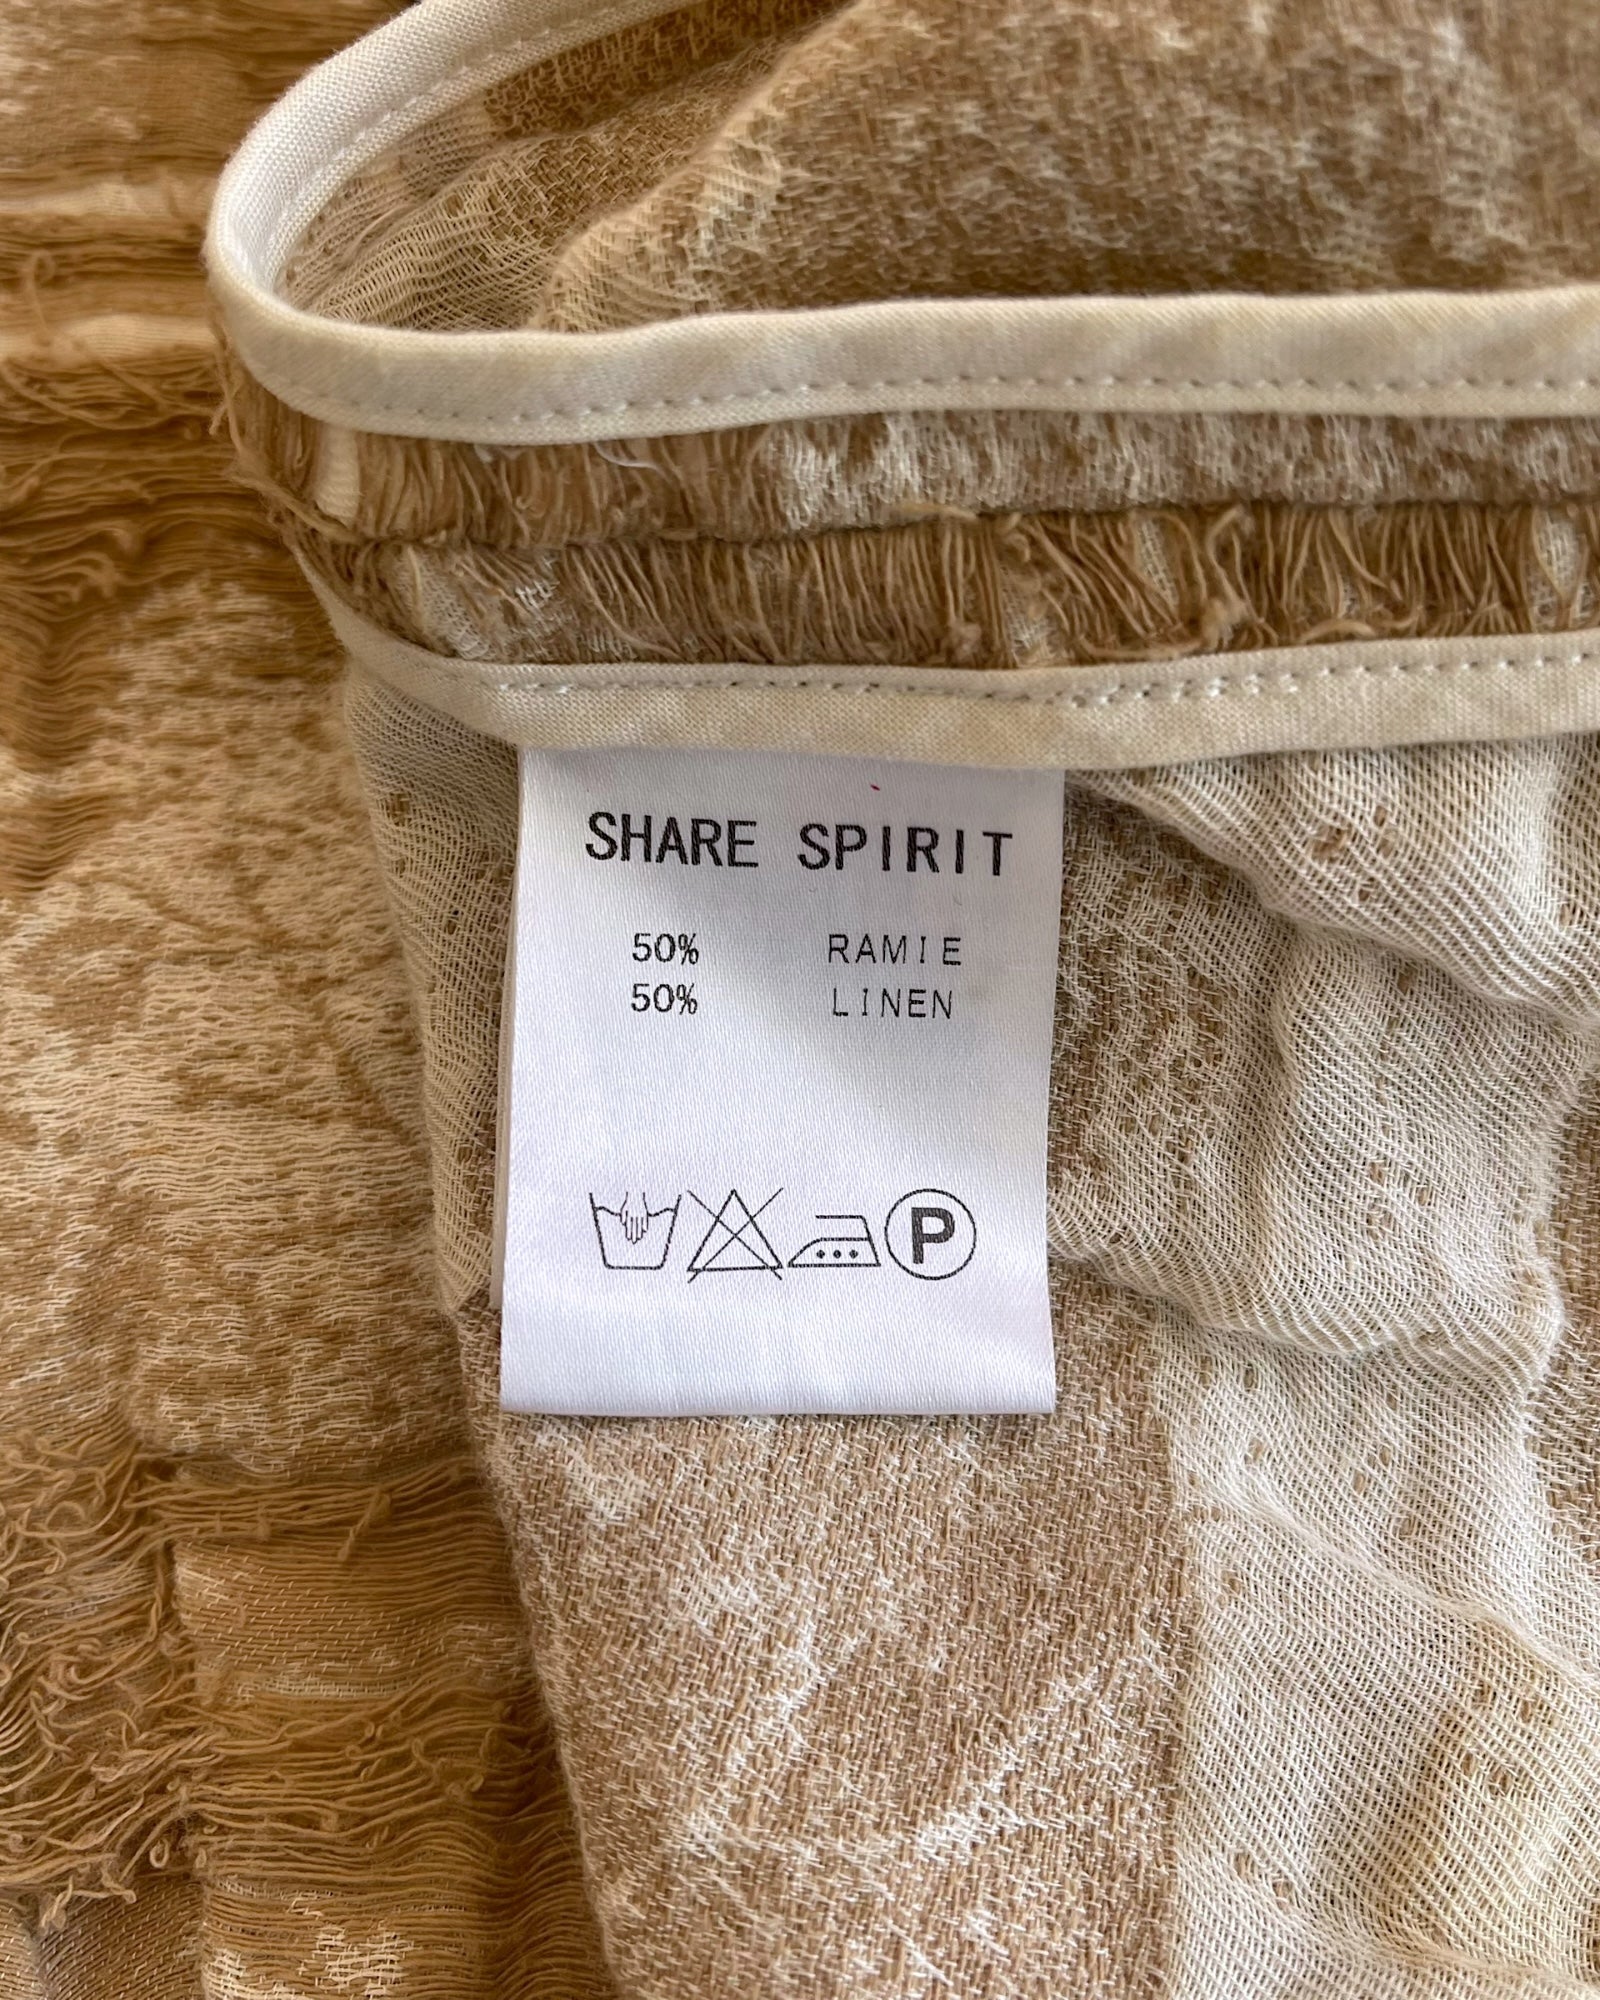 SHARE SPIRIT
50% RAMIE
50% LINEN
P